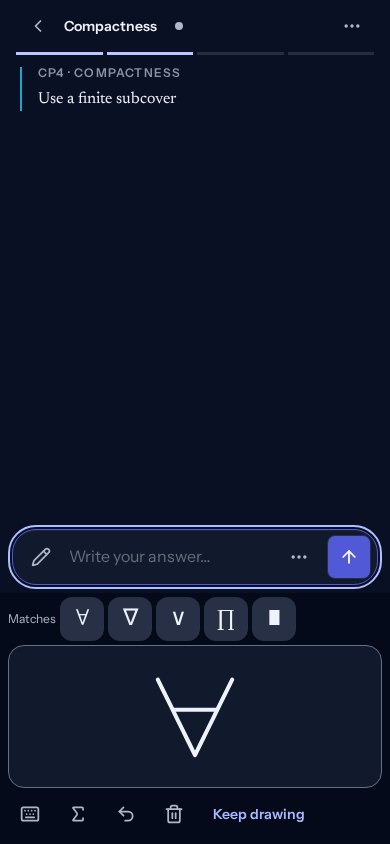 Compactness
CP4 · COMPACTNESS
Use a finite subcover
Write your answer...
Matches ∀ ∇ ∨ ∏ ∎
∀
Keep drawing